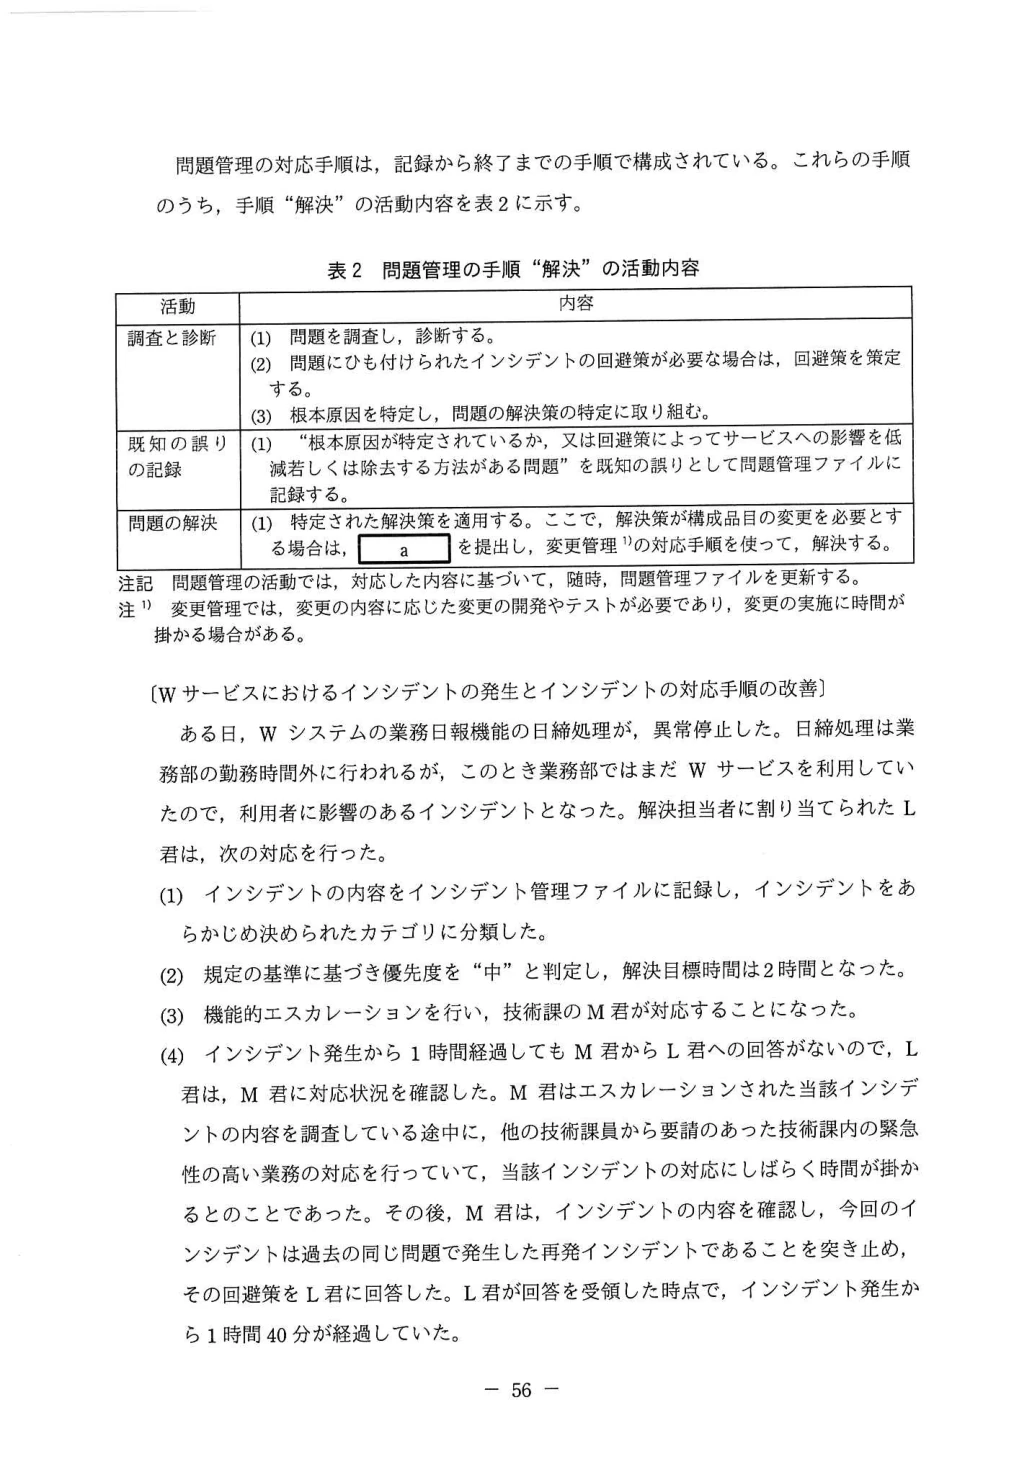 問題管理の対応手順は，記録から終了までの手順で構成されている。これらの手順
のうち，手順“解決”の活動内容を表2に示す。
表2　問題管理の手順“解決”の活動内容
活動　内容
調査と診断　(1)　問題を調査し，診断する。
(2)　問題にひも付けられたインシデントの回避策が必要な場合は，回避策を策定
する。
(3)　根本原因を特定し，問題の解決策の特定に取り組む。
既知の誤り　(1)　“根本原因が特定されているか，又は回避策によってサービスへの影響を低
の記録　減若しくは除去する方法がある問題”を既知の誤りとして問題管理ファイルに
記録する。
問題の解決　(1)　特定された解決策を適用する。ここで，解決策が構成品目の変更を必要とす
る場合は， a を提出し，変更管理1)の対応手順を使って，解決する。
注記　問題管理の活動では，対応した内容に基づいて，随時，問題管理ファイルを更新する。
注1)　変更管理では，変更の内容に応じた変更の開発やテストが必要であり，変更の実施に時間が
掛かる場合がある。
〔Wサービスにおけるインシデントの発生とインシデントの対応手順の改善〕
ある日，W システムの業務日報機能の日締処理が，異常停止した。日締処理は業
務部の勤務時間外に行われるが，このとき業務部ではまだ W サービスを利用してい
たので，利用者に影響のあるインシデントとなった。解決担当者に割り当てられた L
君は，次の対応を行った。
(1)　インシデントの内容をインシデント管理ファイルに記録し，インシデントをあ
らかじめ決められたカテゴリに分類した。
(2)　規定の基準に基づき優先度を“中”と判定し，解決目標時間は2時間となった。
(3)　機能的エスカレーションを行い，技術課のM君が対応することになった。
(4)　インシデント発生から 1 時間経過しても M 君から L 君への回答がないので，L
君は，M 君に対応状況を確認した。M 君はエスカレーションされた当該インシデ
ントの内容を調査している途中に，他の技術課員から要請のあった技術課内の緊急
性の高い業務の対応を行っていて，当該インシデントの対応にしばらく時間が掛か
るとのことであった。その後，M 君は，インシデントの内容を確認し，今回のイ
ンシデントは過去の同じ問題で発生した再発インシデントであることを突き止め，
その回避策をL君に回答した。L君が回答を受領した時点で，インシデント発生か
ら1時間40分が経過していた。
－ 56 －